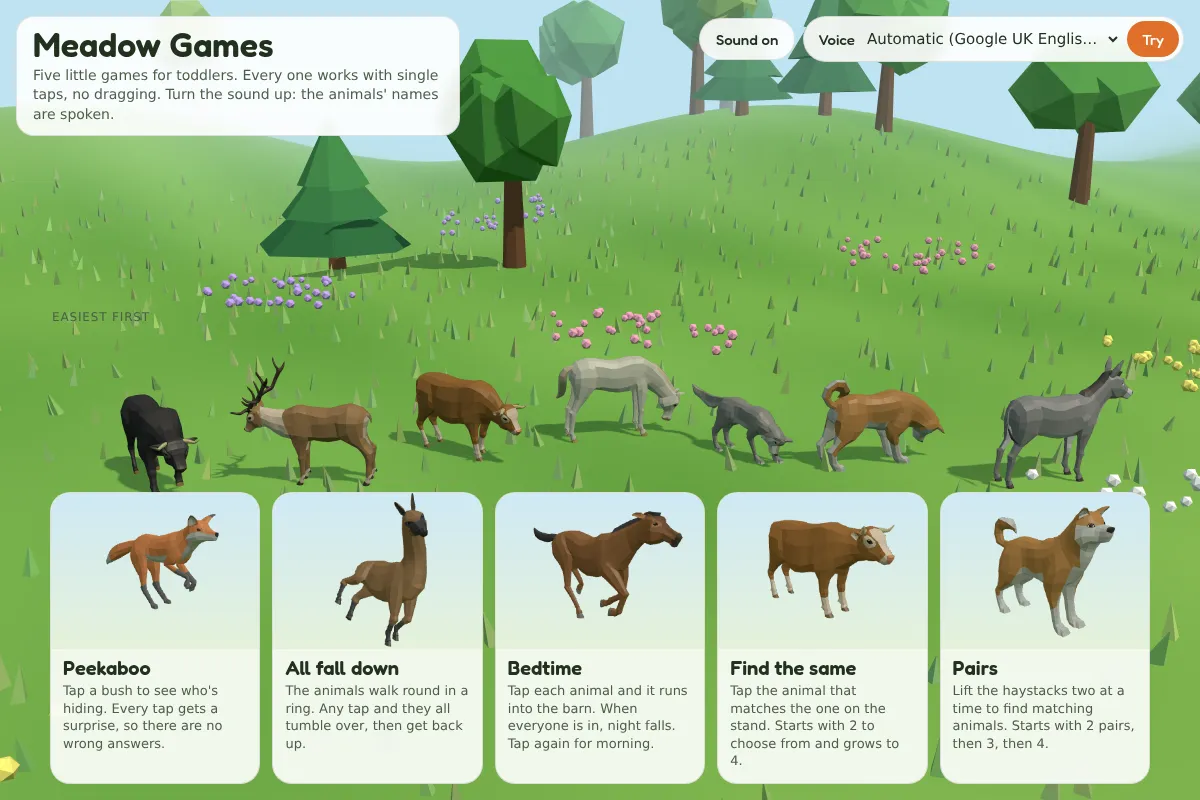 Meadow Games
Five little games for toddlers. Every one works with single
taps, no dragging. Turn the sound up: the animals' names
are spoken.
Sound on
Voice Automatic (Google UK Englis...
Try
EASIEST FIRST
Peekaboo
Tap a bush to see who's
hiding. Every tap gets a
surprise, so there are no
wrong answers.
All fall down
The animals walk round in a
ring. Any tap and they all
tumble over, then get back
up.
Bedtime
Tap each animal and it runs
into the barn. When
everyone is in, night falls.
Tap again for morning.
Find the same
Tap the animal that
matches the one on the
stand. Starts with 2 to
choose from and grows to
4.
Pairs
Lift the haystacks two at a
time to find matching
animals. Starts with 2 pairs,
then 3, then 4.